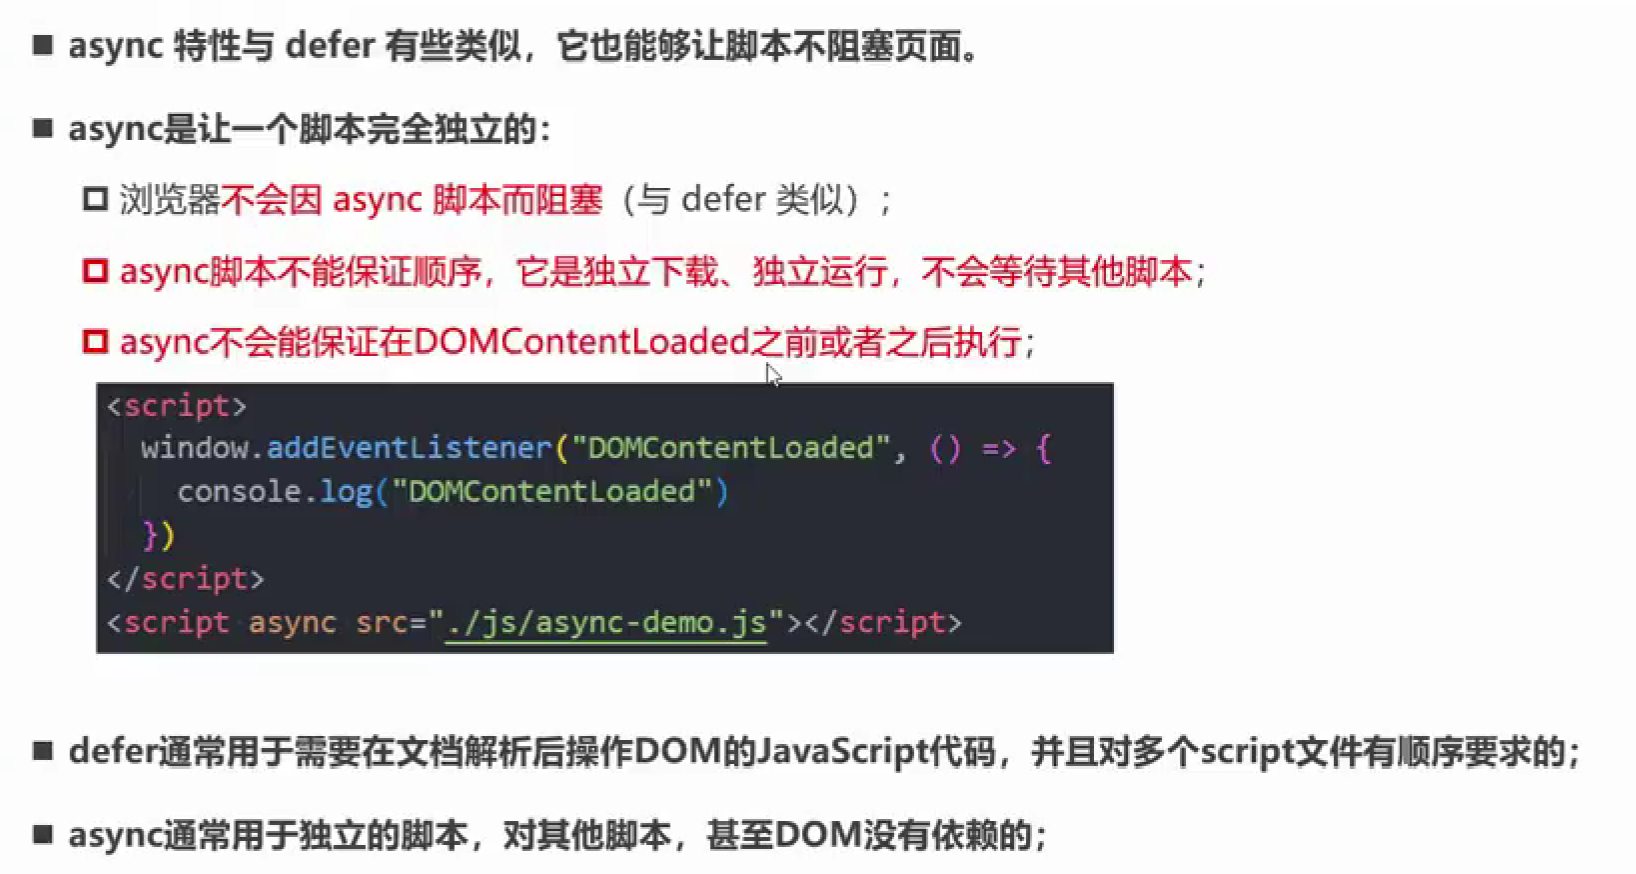 async 特性与 defer 有些类似，它也能够让脚本不阻塞页面。
async是让一个脚本完全独立的：
浏览器不会因 async 脚本而阻塞（与 defer 类似）；
async脚本不能保证顺序，它是独立下载、独立运行，不会等待其他脚本；
async不会能保证在DOMContentLoaded之前或者之后执行；
<script>
window.addEventListener("DOMContentLoaded", () => {
console.log("DOMContentLoaded")
})
</script>
<script async src="./js/async-demo.js"></script>
defer通常用于需要在文档解析后操作DOM的JavaScript代码，并且对多个script文件有顺序要求的；
async通常用于独立的脚本，对其他脚本，甚至DOM没有依赖的；